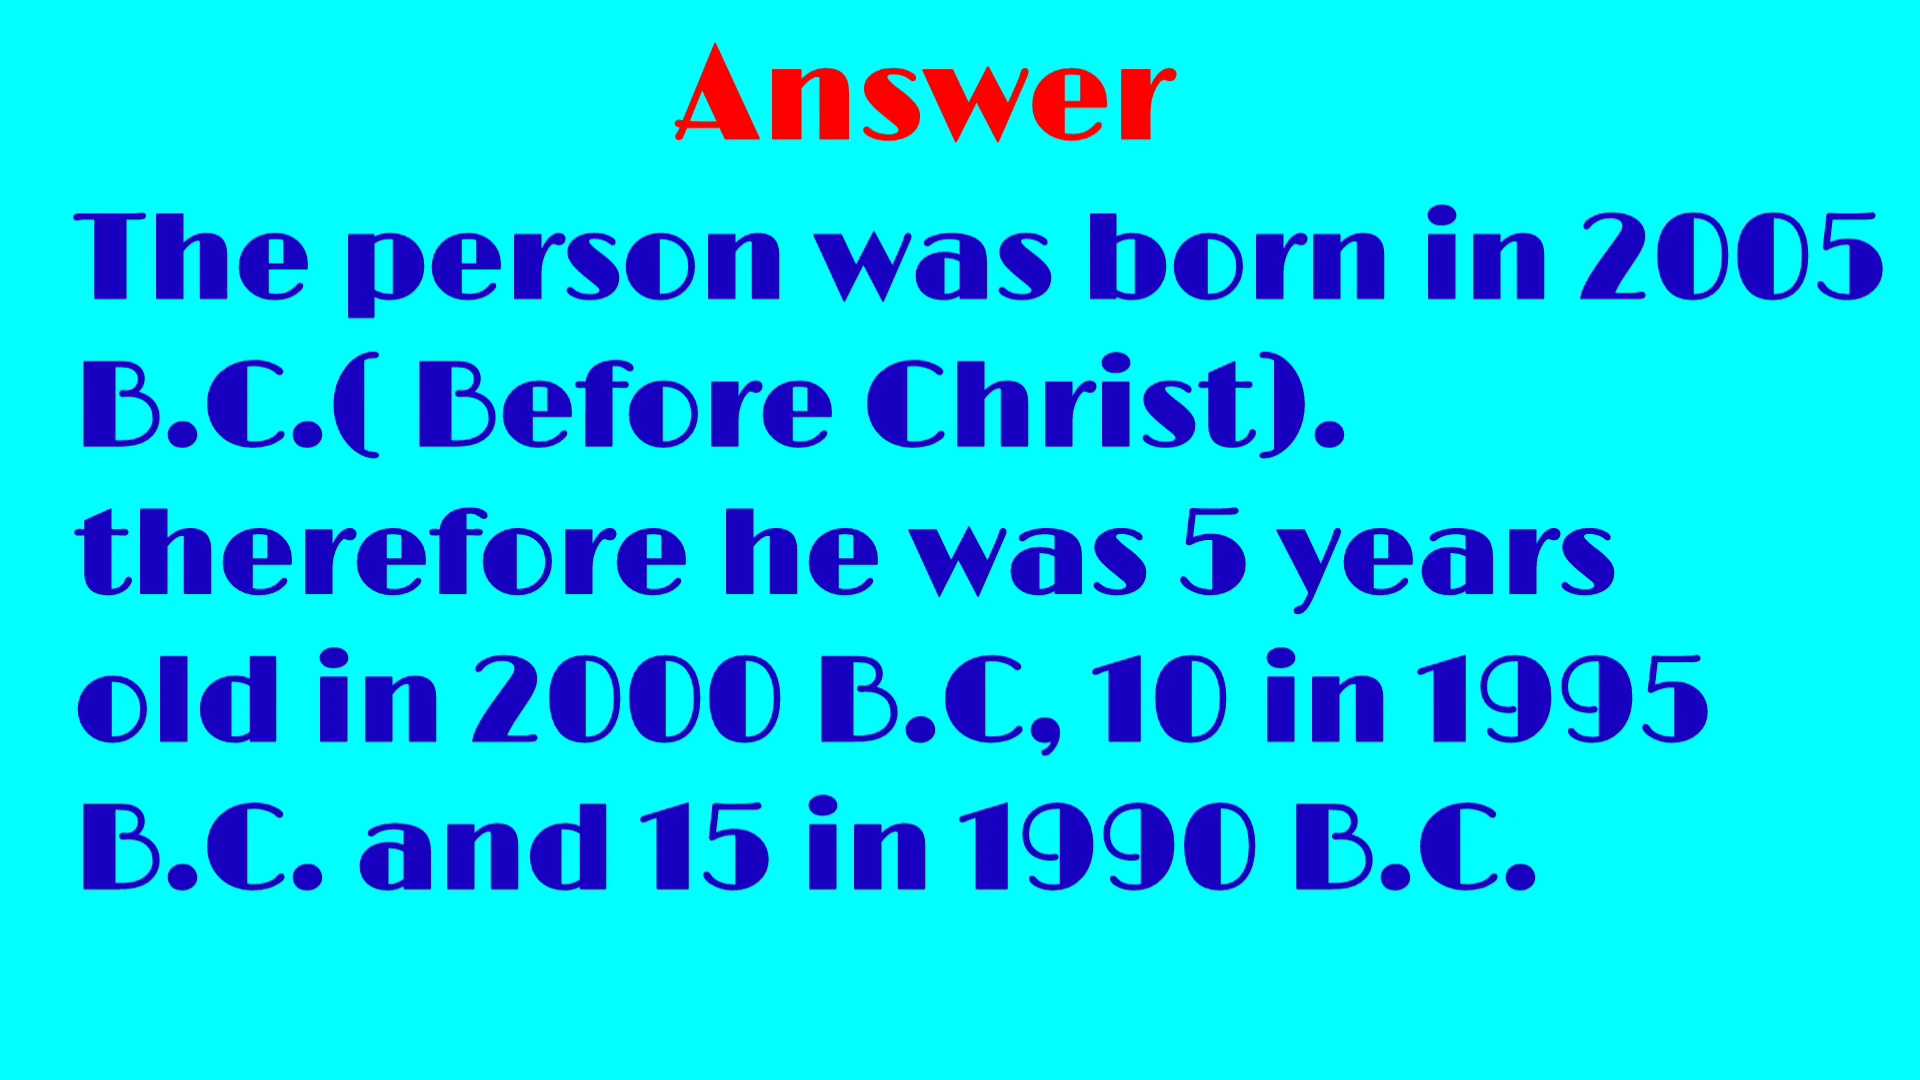 Answer
The person was born in 2005
B.C.( Before Christ).
therefore he was 5 years
old in 2000 B.C, 10 in 1995
B.C. and 15 in 1990 B.C.